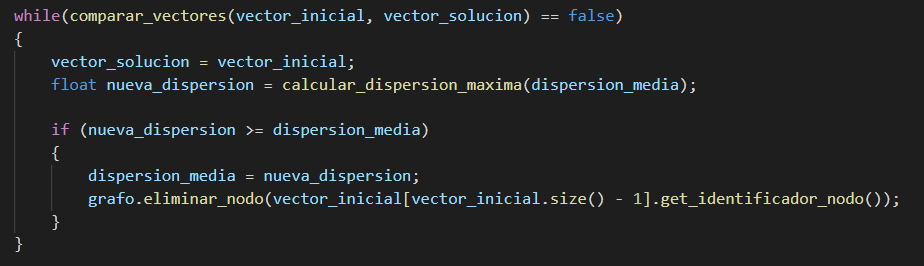 while(comparar_vectores(vector_inicial, vector_solucion) == false)
{
    vector_solucion = vector_inicial;
    float nueva_dispersion = calcular_dispersion_maxima(dispersion_media);

    if (nueva_dispersion >= dispersion_media)
    {
        dispersion_media = nueva_dispersion;
        grafo.eliminar_nodo(vector_inicial[vector_inicial.size() - 1].get_identificador_nodo());
    }
}